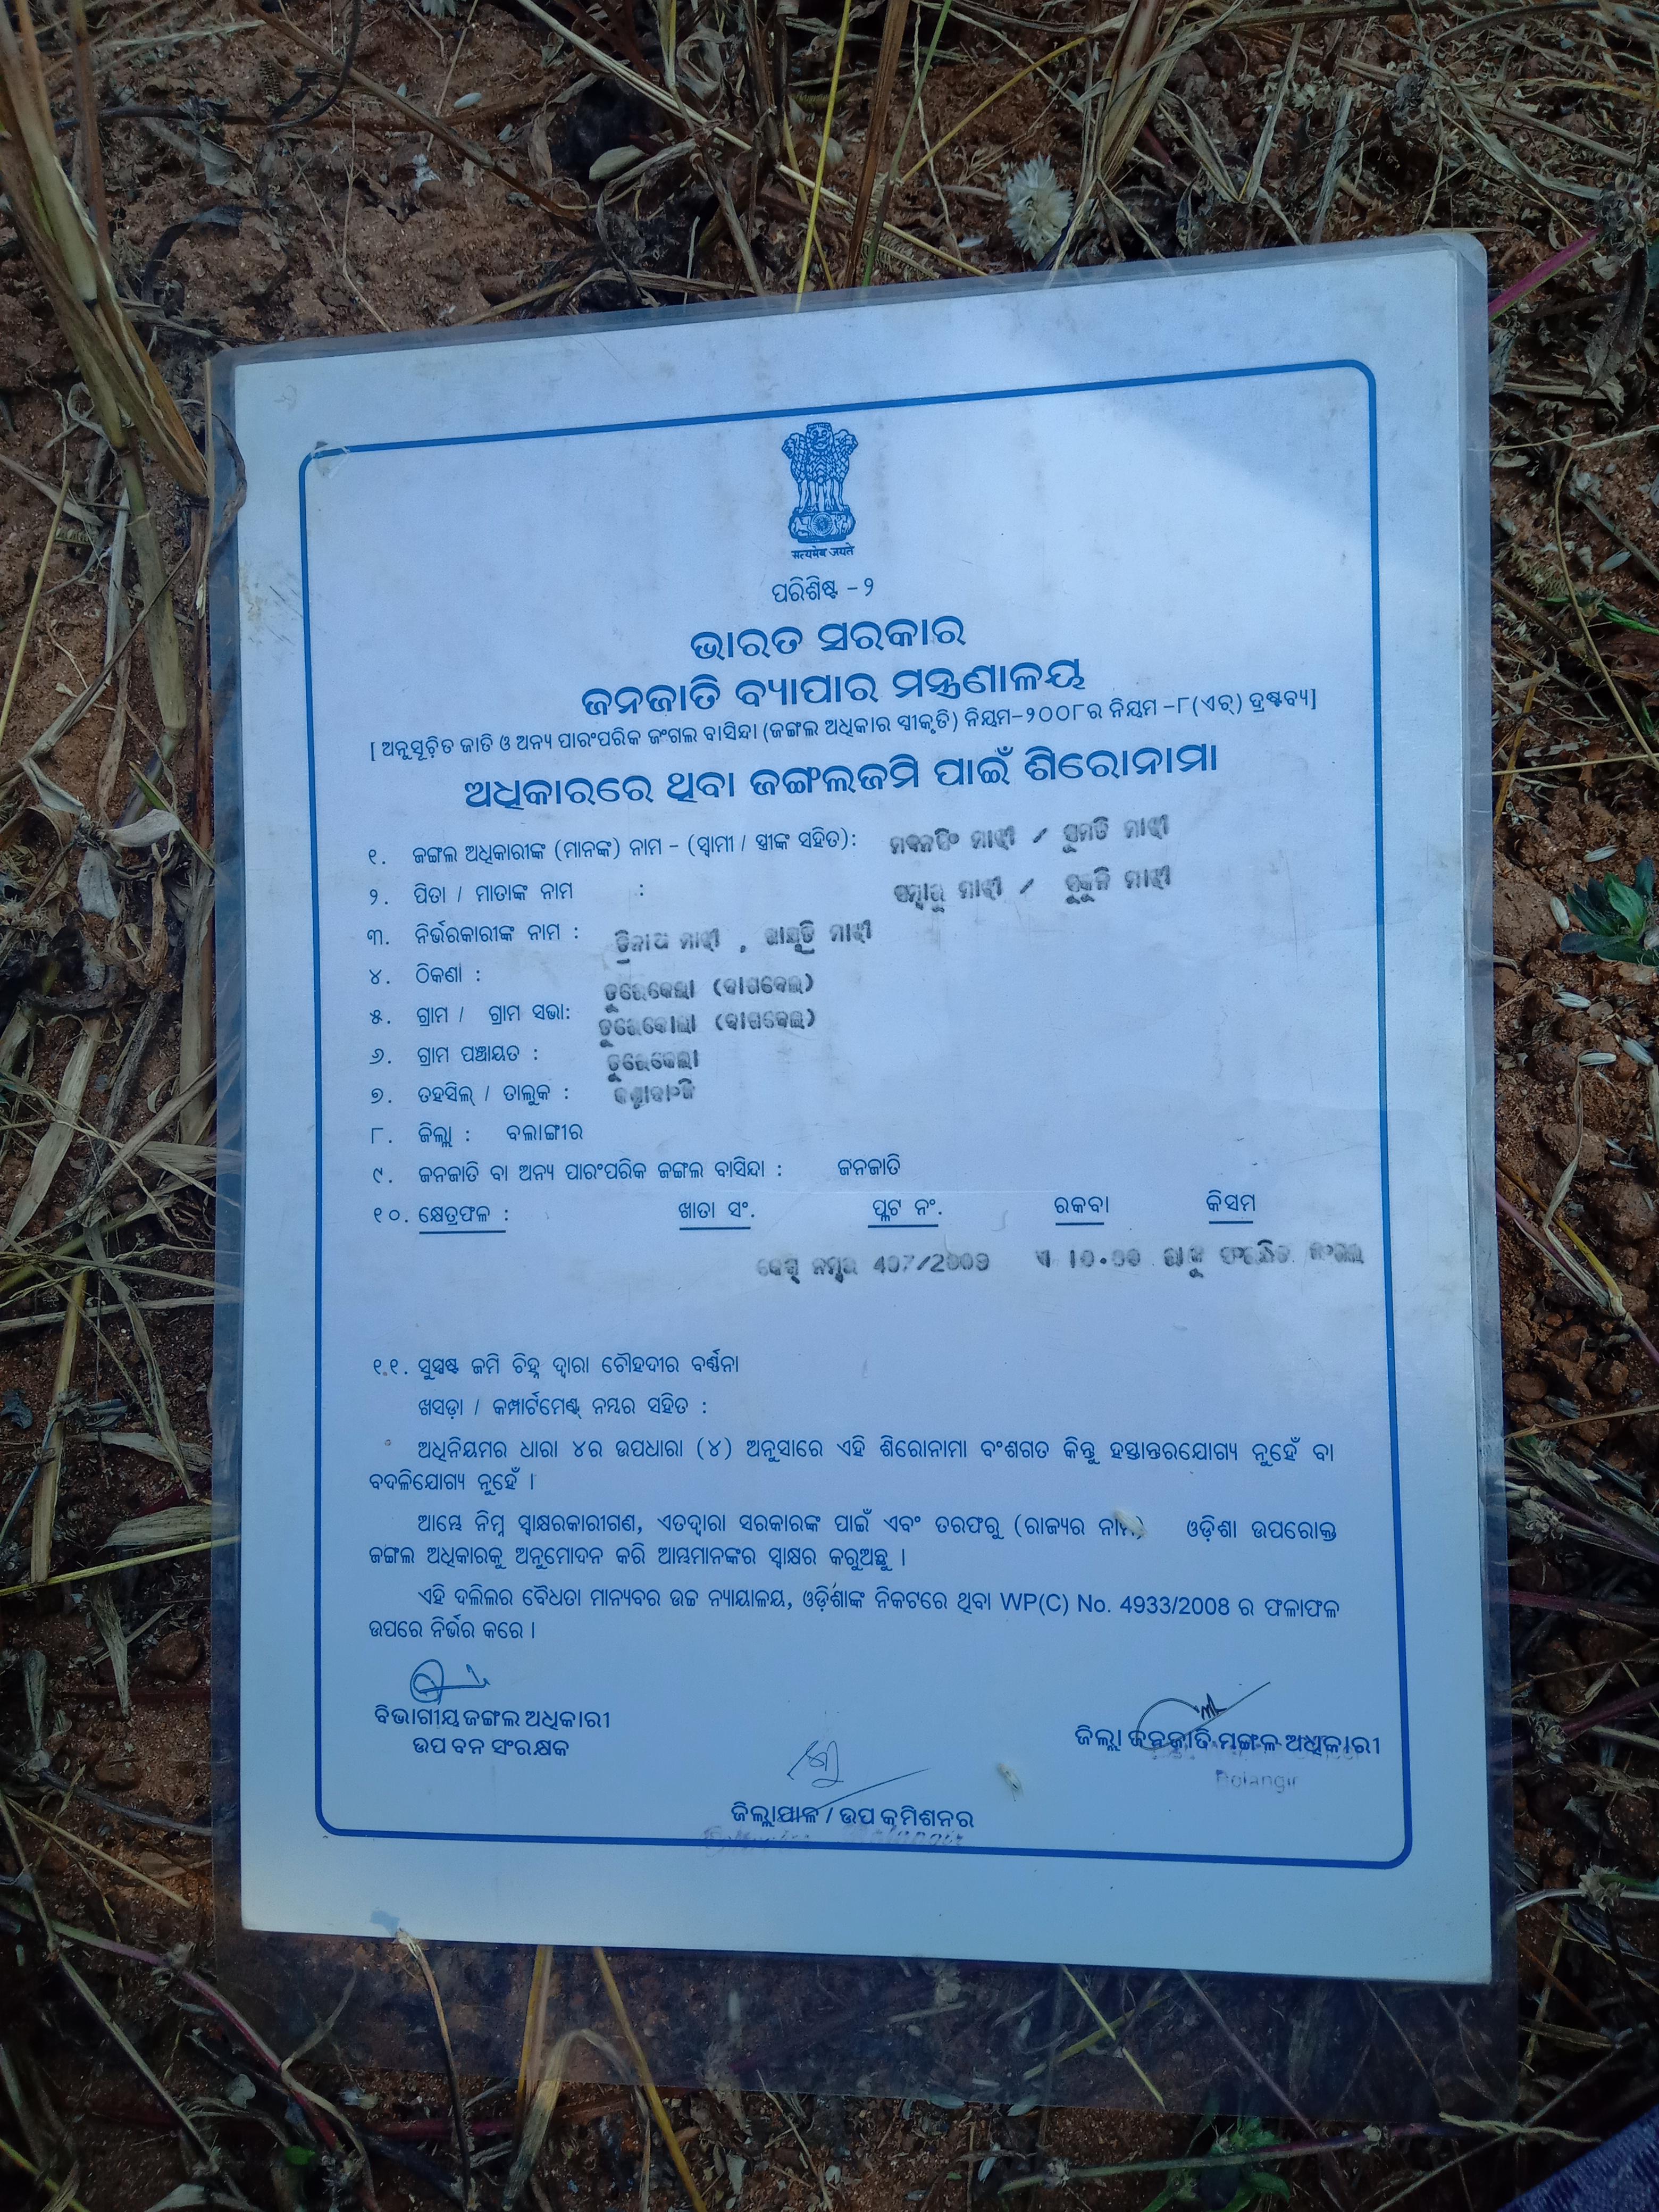 सत्यमेव जयते
ପରିଶିଷ୍ଟ - ୨
ଭାରତ ସରକାର
ଜନଜାତି ବ୍ୟାପାର ମନ୍ତ୍ରଣାଳୟ
[ ଅନୁସୂଚିତ ଜାତି ଓ ଅନ୍ୟ ପାରଂପରିକ ଜଂଗଲ ବାସିନ୍ଦା (ଜଙ୍ଗଲ ଅଧିକାର ସ୍ୱୀକୃତି) ନିୟମ-୨୦୦୮ର ନିୟମ -୮(ଏଚ୍) ଦ୍ରଷ୍ଟବ୍ୟ]
ଅଧିକାରରେ ଥିବା ଜଙ୍ଗଲଜମି ପାଇଁ ଶିରୋନାମା
୧. ଜଙ୍ଗଲ ଅଧିକାରୀଙ୍କ (ମାନଙ୍କ) ନାମ - (ସ୍ୱାମୀ / ସ୍ତ୍ରୀଙ୍କ ସହିତ): ମାଝୀ / ସୁମତି ମାଝୀ
୨. ପିତା / ମାତାଙ୍କ ନାମ : ମାଝୀ / ମାଝୀ
୩. ନିର୍ଭରକାରୀଙ୍କ ନାମ : ତ୍ରିନାଥ ମାଝୀ , ମାଝୀ
୪. ଠିକଣା : ତୁରେକେଲା
୫. ଗ୍ରାମ / ଗ୍ରାମ ସଭା:
୬. ଗ୍ରାମ ପଞ୍ଚାୟତ : ତୁରେକେଲା
୭. ତହସିଲ୍ / ତାଲୁକ : କଣ୍ଟାବାଂଜି
୮. ଜିଲ୍ଲା : ବଲାଙ୍ଗୀର
୯. ଜନଜାତି ବା ଅନ୍ୟ ପାରଂପରିକ ଜଙ୍ଗଲ ବାସିନ୍ଦା : ଜନଜାତି
୧୦. କ୍ଷେତ୍ରଫଳ : ଖାତା ସଂ. ପ୍ଲଟ ନଂ. ରକବା କିସମ
କେଶ୍ ନମ୍ବର ଏ
୧୧. ସୁସ୍ପଷ୍ଟ ଜମି ଚିହ୍ନ ଦ୍ୱାରା ଚୌହଦୀର ବର୍ଣ୍ଣନା
ଖସଡ଼ା / କମ୍ପାର୍ଟମେଣ୍ଟ୍ ନମ୍ବର ସହିତ :
ଅଧିନିୟମର ଧାରା ୪ର ଉପଧାରା (୪) ଅନୁସାରେ ଏହି ଶିରୋନାମା ବଂଶଗତ କିନ୍ତୁ ହସ୍ତାନ୍ତରଯୋଗ୍ୟ ନୁହେଁ ବା
ବଦଳିଯୋଗ୍ୟ ନୁହେଁ ।
ଆମ୍ଭେ ନିମ୍ନ ସ୍ୱାକ୍ଷରକାରୀଗଣ, ଏତଦ୍ୱାରା ସରକାରଙ୍କ ପାଇଁ ଏବଂ ତରଫରୁ (ରାଜ୍ୟର ନାମ) ଓଡ଼ିଶା ଉପରୋକ୍ତ
ଜଙ୍ଗଲ ଅଧିକାରକୁ ଅନୁମୋଦନ କରି ଆମ୍ଭମାନଙ୍କର ସ୍ୱାକ୍ଷର କରୁଅଛୁ ।
ଏହି ଦଲିଲର ବୈଧତା ମାନ୍ୟବର ଉଚ୍ଚ ନ୍ୟାୟାଳୟ, ଓଡ଼ିଶାଙ୍କ ନିକଟରେ ଥିବା WP(C) No. 4933/2008 ର ଫଳାଫଳ
ଉପରେ ନିର୍ଭର କରେ ।
ବିଭାଗୀୟ ଜଙ୍ଗଲ ଅଧିକାରୀ
ଉପ ବନ ସଂରକ୍ଷକ
ଜିଲ୍ଲା ଜନଜାତି ମଙ୍ଗଳ ଅଧିକାରୀ
Bolangir
ଜିଲ୍ଲାପାଳ / ଉପ କମିଶନର